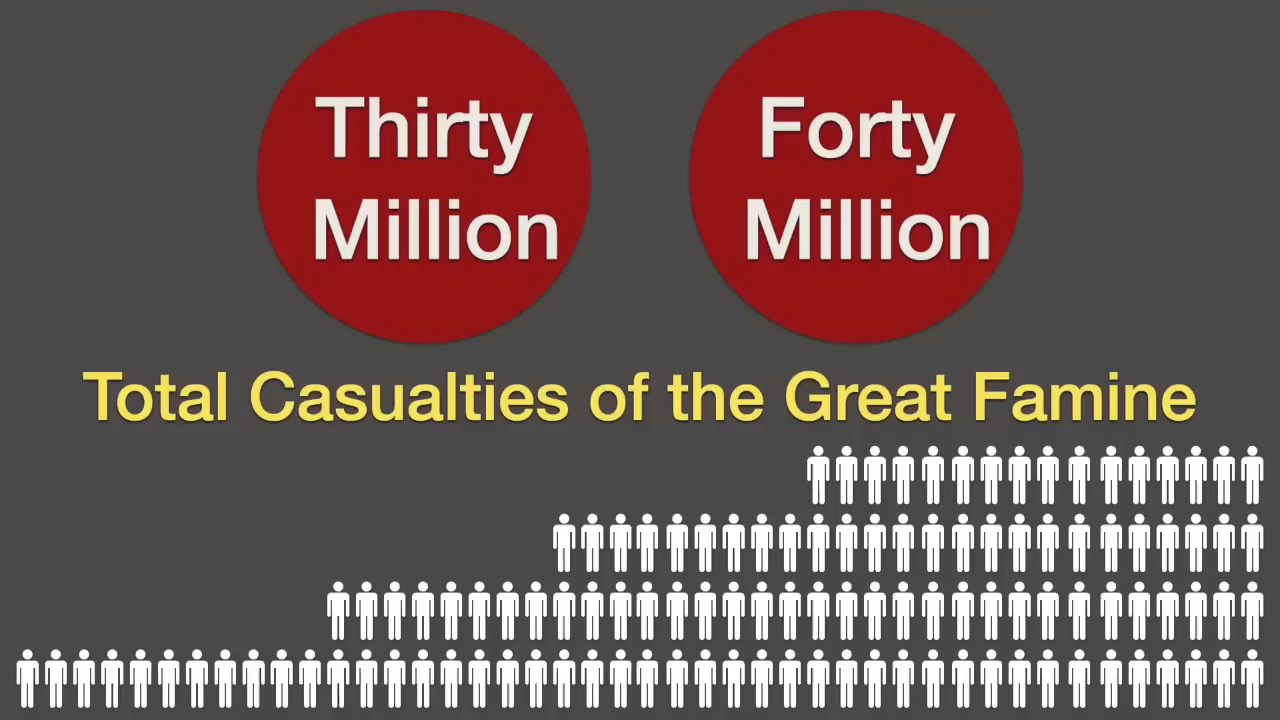 Thirty
Million
Forty
Million
Total Casualties of the Great Famine